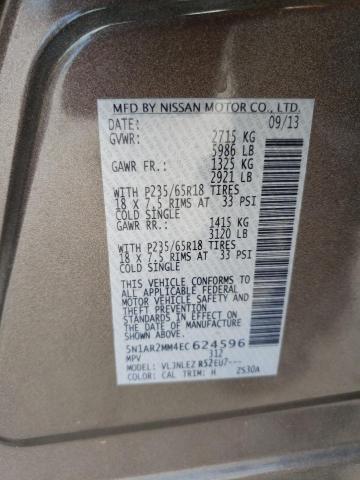 MFD BY NISSAN MOTOR CO., LTD.
DATE: 09/13
GVWR: 2715 KG
5986 LB
GAWR FR.: 1325 KG
2921 LB
WITH P235/65R18 TIRES
18 X 7.5 RIMS AT 33 PSI
COLD SINGLE
GAWR RR.: 1415 KG
3120 LB
WITH P235/65R18 TIRES
18 X 7.5 RIMS AT 33 PSI
COLD SINGLE
THIS VEHICLE CONFORMS TO ALL
APPLICABLE U.S. FEDERAL
MOTOR VEHICLE SAFETY AND
THEFT PREVENTION
STANDARDS IN EFFECT ON THE
DATE OF MANUFACTURE
SHOWN ABOVE.
5N1AR2MM4EC624596
MPV 312
MODEL: VLJNLEZ R52EU7---
COLOR: CAL TRIM: H 2S30A